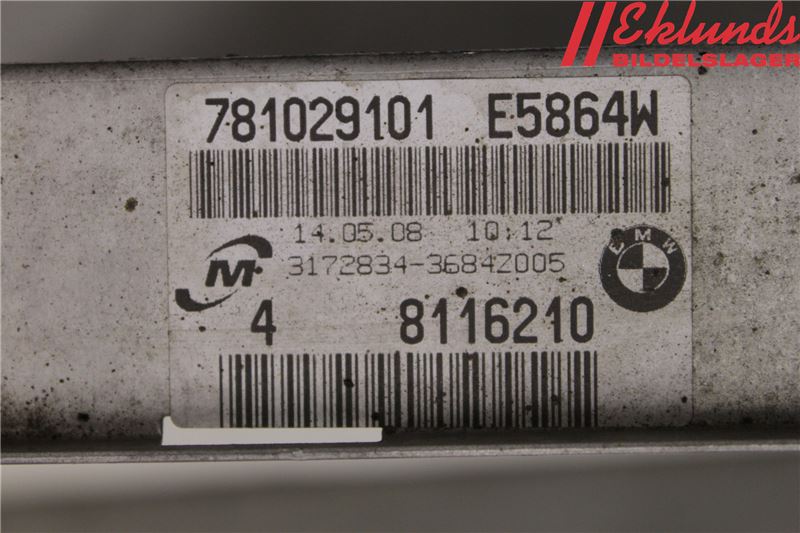 Eklunds
BILDELSLAGER
781029101 E5864W
14.05.08 10:12
M
3172834-3684Z005
BMW
4 8116210